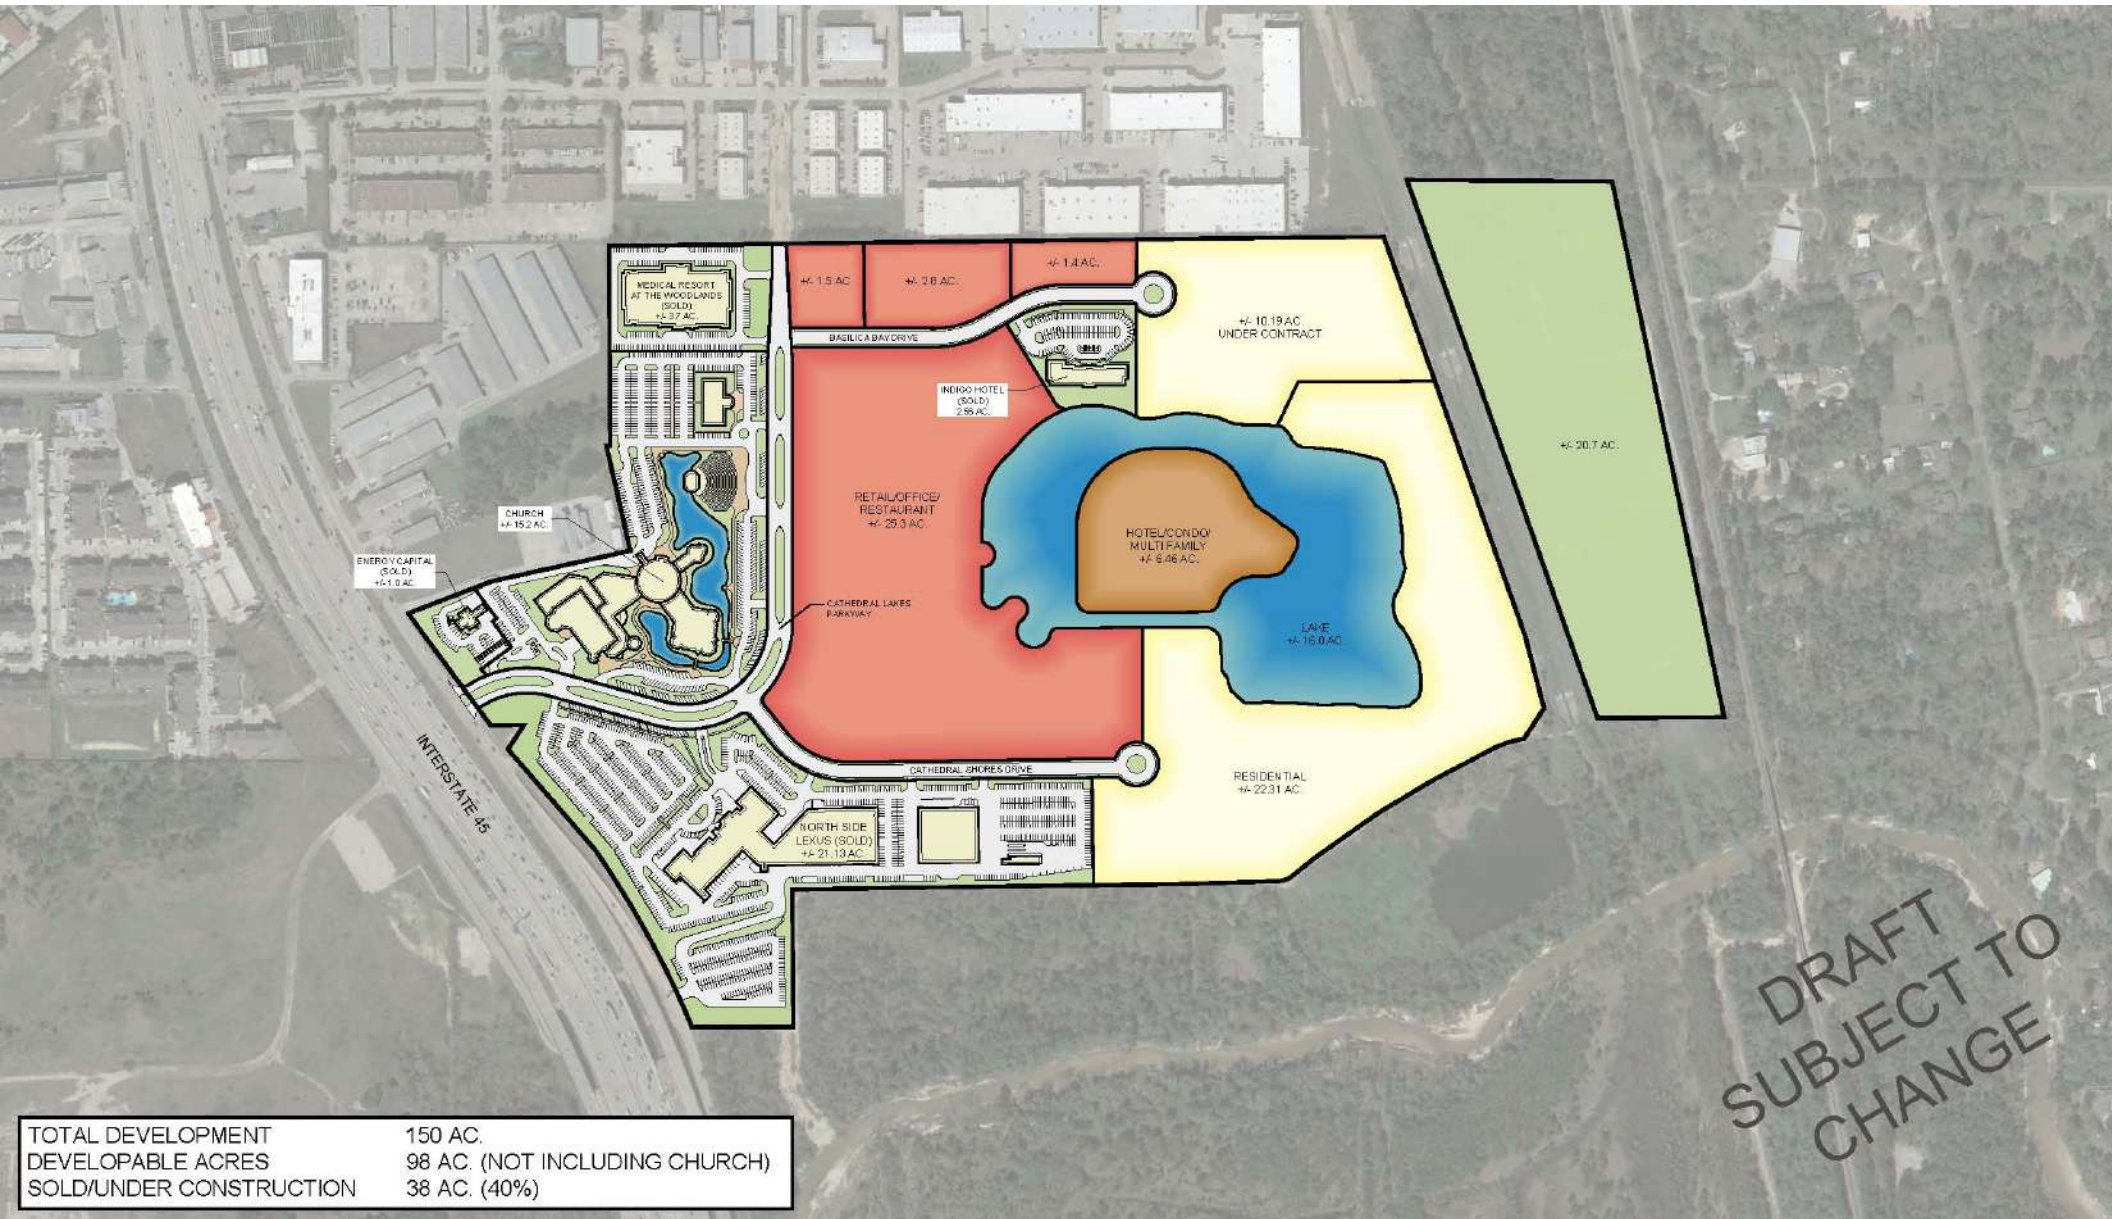 +/- 1.5 AC
+/- 2.8 AC.
+/- 1.4 AC.
MEDICAL RESORT
AT THE WOODLANDS
(SOLD)
+/- 3.7 AC.
+/- 10.19 AC.
UNDER CONTRACT
BASILICA BAY DRIVE
INDIGO HOTEL
(SOLD)
2.56 AC.
+/- 20.7 AC.
RETAIL/OFFICE/
RESTAURANT
+/- 25.3 AC.
CHURCH
+/- 15.2 AC.
HOTEL/CONDO/
MULTI FAMILY
+/- 6.46 AC.
ENERGY CAPITAL
(SOLD)
+/- 1.0 AC.
CATHEDRAL LAKES
PARKWAY
LAKE
+/- 16.0 AC.
INTERSTATE 45
CATHEDRAL SHORES DRIVE
RESIDENTIAL
+/- 22.31 AC.
NORTH SIDE
LEXUS (SOLD)
+/- 21.13 AC.
DRAFT
SUBJECT TO
CHANGE
TOTAL DEVELOPMENT 150 AC.
DEVELOPABLE ACRES 98 AC. (NOT INCLUDING CHURCH)
SOLD/UNDER CONSTRUCTION 38 AC. (40%)